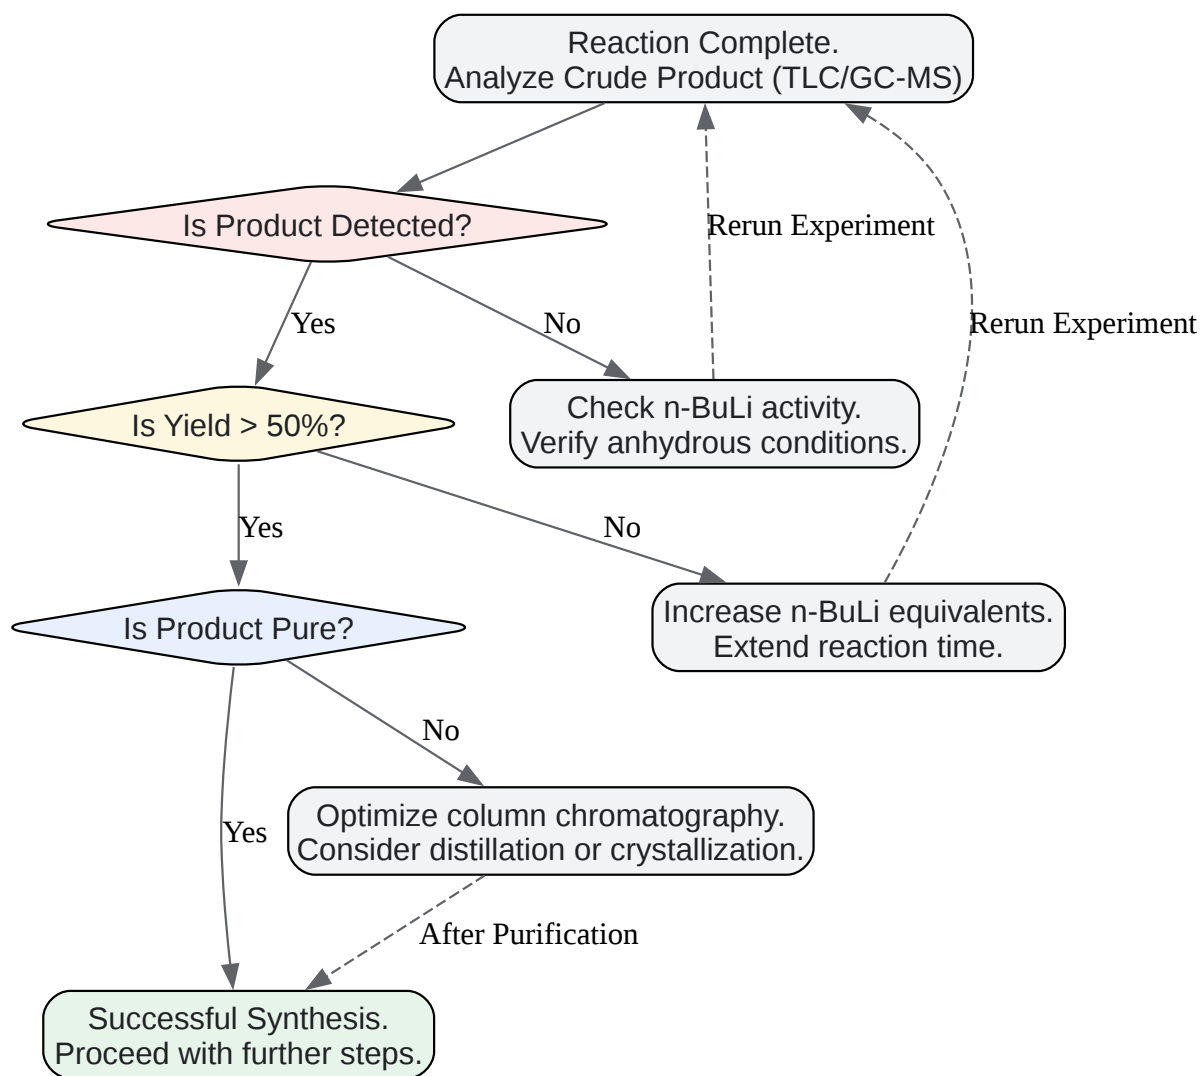 Reaction Complete.
Analyze Crude Product (TLC/GC-MS)
Is Product Detected?
Rerun Experiment
Yes
No
Rerun Experiment
Is Yield > 50%?
Check n-BuLi activity.
Verify anhydrous conditions.
Yes
No
Is Product Pure?
Increase n-BuLi equivalents.
Extend reaction time.
No
Yes
Optimize column chromatography.
Consider distillation or crystallization.
After Purification
Successful Synthesis.
Proceed with further steps.